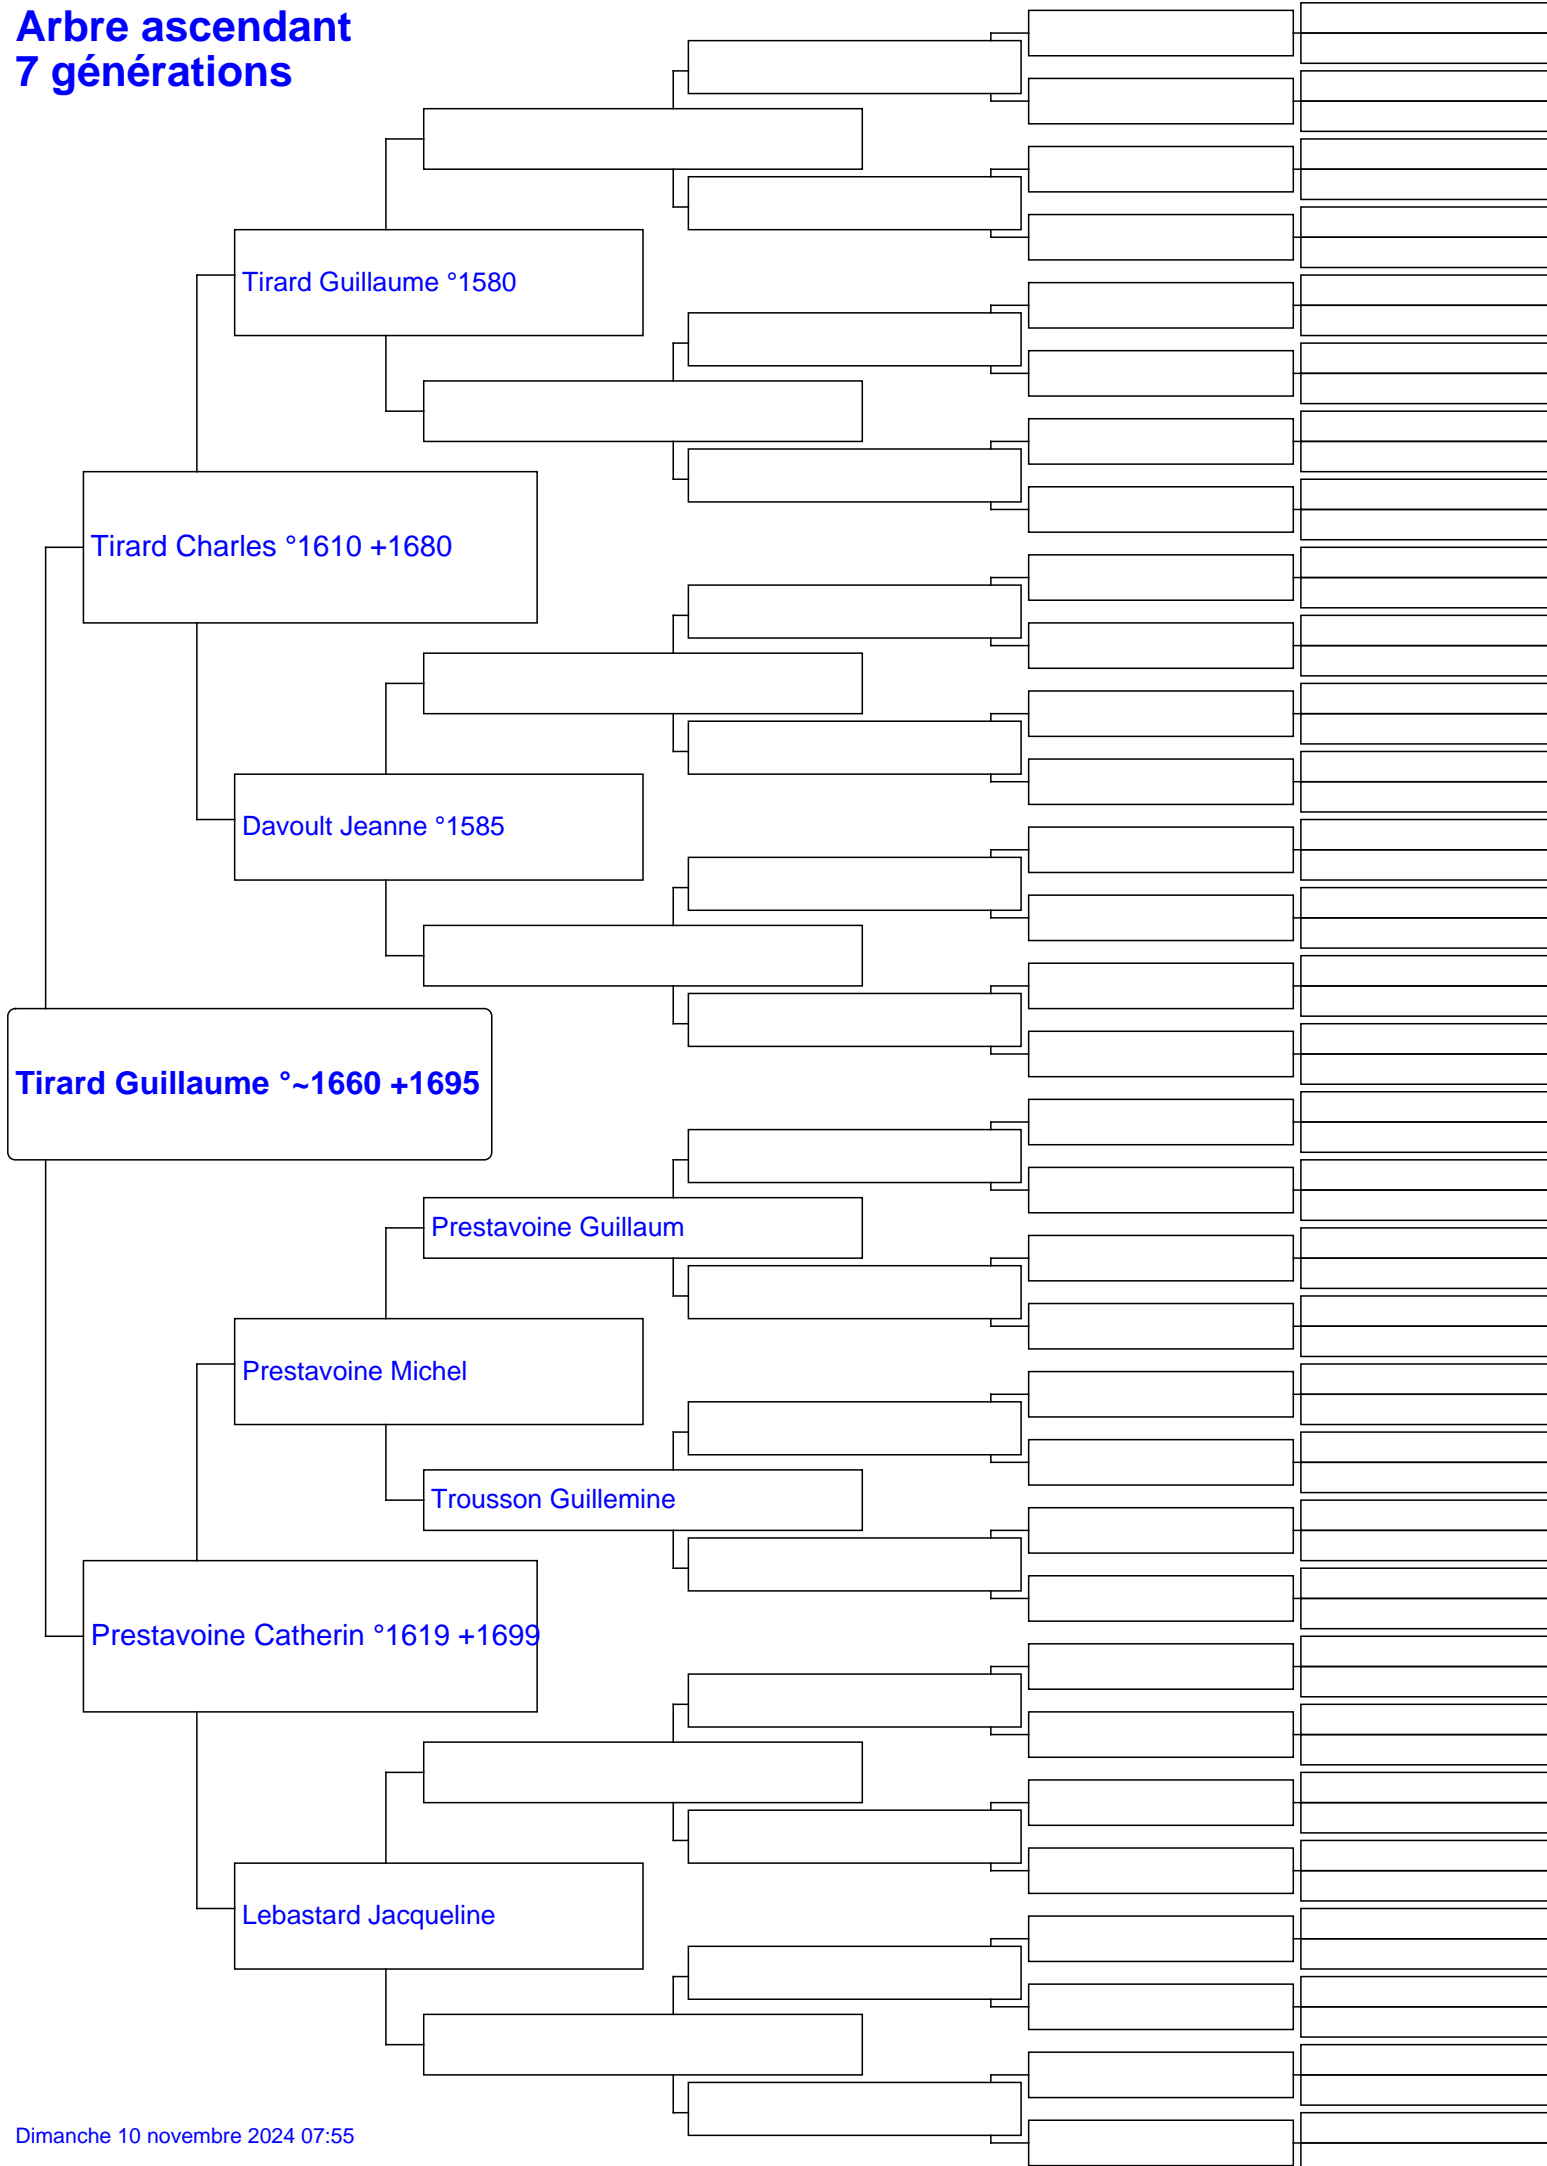 Arbre ascendant
7 générations
Tirard Guillaume °1580
Tirard Charles °1610 +1680
Davoult Jeanne °1585
Tirard Guillaume °~1660 +1695
Prestavoine Guillaum
Prestavoine Michel
Trousson Guillemine
Prestavoine Catherin °1619 +1699
Lebastard Jacqueline
Dimanche 10 novembre 2024 07:55